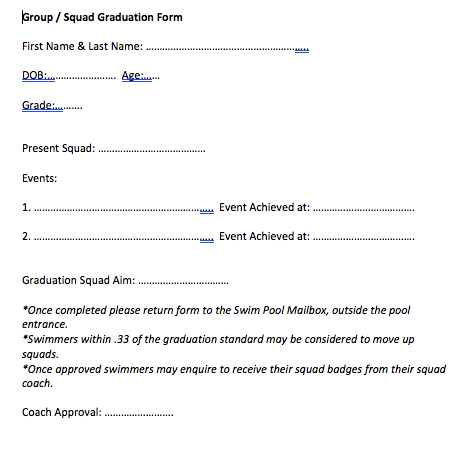 Group / Squad Graduation Form
First Name & Last Name: ......................................................
DOB:........................ Age:.......
Grade:...........
Present Squad: ......................................
Events:
1. ............................................................... Event Achieved at: ....................................
2. ............................................................... Event Achieved at: ....................................
Graduation Squad Aim: ................................
*Once completed please return form to the Swim Pool Mailbox, outside the pool
entrance.
*Swimmers within .33 of the graduation standard may be considered to move up
squads.
*Once approved swimmers may enquire to receive their squad badges from their squad
coach.
Coach Approval: ........................